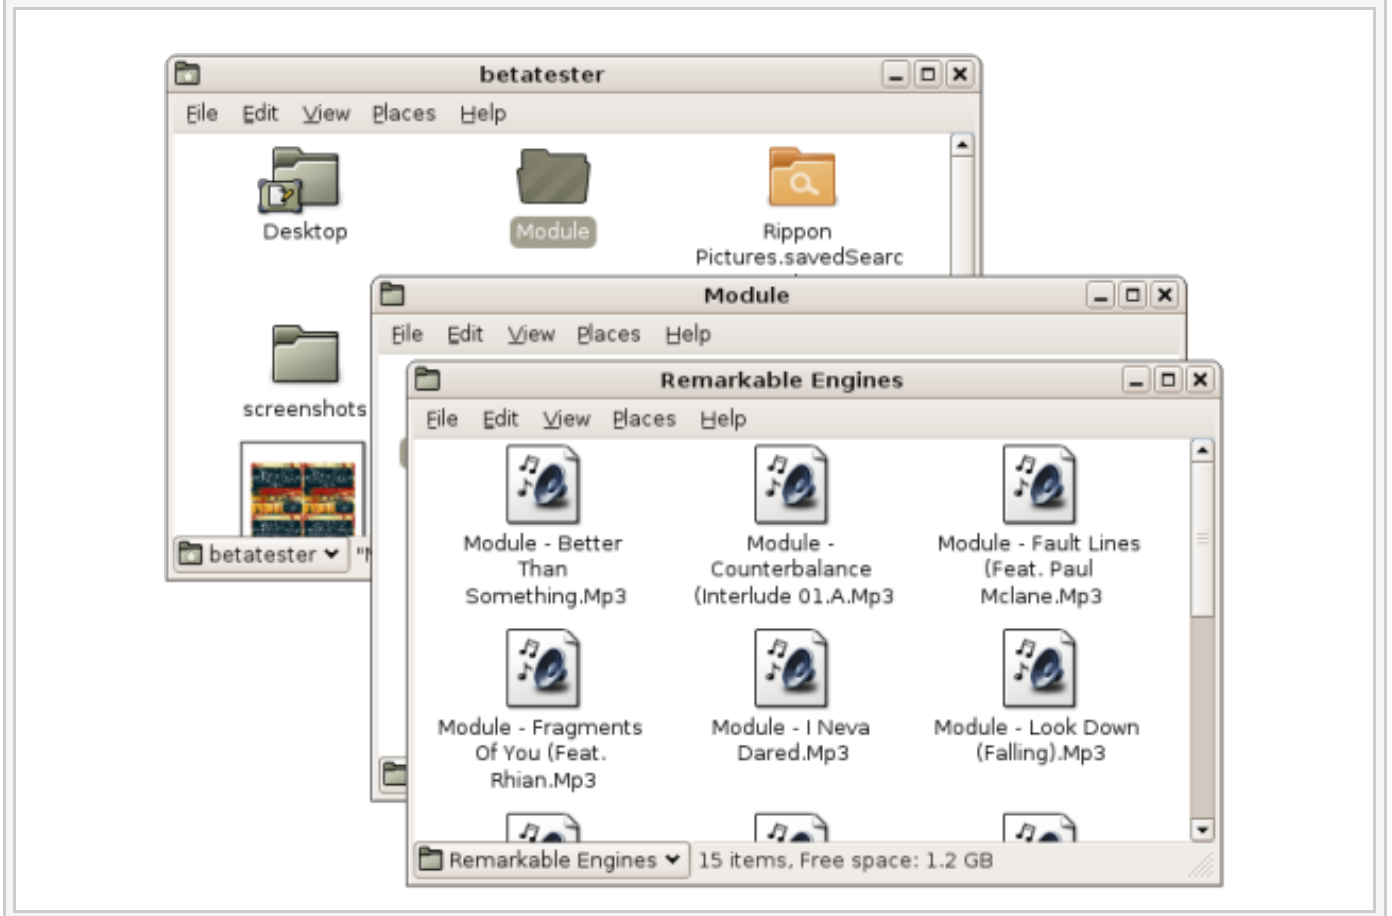 betatester
File Edit View Places Help
Desktop
Module
Rippon
Pictures.savedSearc
screenshots
betatester
Module
File Edit View Places Help
Remarkable Engines
File Edit View Places Help
Module - Better
Than
Something.Mp3
Module -
Counterbalance
(Interlude 01.A.Mp3
Module - Fault Lines
(Feat. Paul
Mclane.Mp3
Module - Fragments
Of You (Feat.
Rhian.Mp3
Module - I Neva
Dared.Mp3
Module - Look Down
(Falling).Mp3
Remarkable Engines
15 items, Free space: 1.2 GB